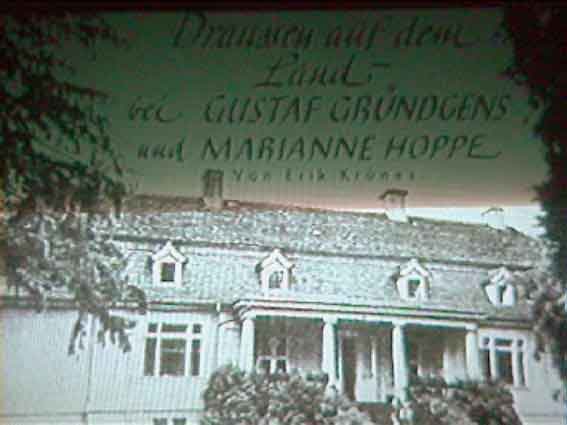 Draussen auf dem
Land
bei GUSTAF GRÜNDGENS
und MARIANNE HOPPE
Von Erik Krünes